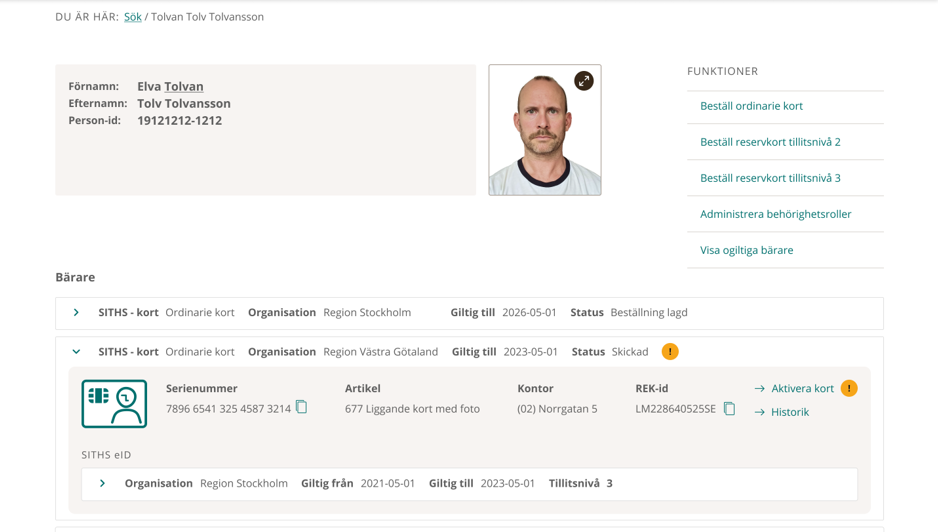 DU ÄR HÄR: Sök / Tolvan Tolv Tolvansson
Förnamn: Elva Tolvan
Efternamn: Tolv Tolvansson
Person-id: 19121212-1212
FUNKTIONER
Beställ ordinarie kort
Beställ reservkort tillitsnivå 2
Beställ reservkort tillitsnivå 3
Administrera behörighetsroller
Visa ogiltiga bärare
Bärare
SITHS - kort Ordinarie kort Organisation Region Stockholm Giltig till 2026-05-01 Status Beställning lagd
SITHS - kort Ordinarie kort Organisation Region Västra Götaland Giltig till 2023-05-01 Status Skickad !
Serienummer Artikel Kontor REK-id Aktivera kort !
7896 6541 325 4587 3214 677 Liggande kort med foto (02) Norrgatan 5 LM228640525SE Historik
SITHS eID
Organisation Region Stockholm Giltig från 2021-05-01 Giltig till 2023-05-01 Tillitsnivå 3